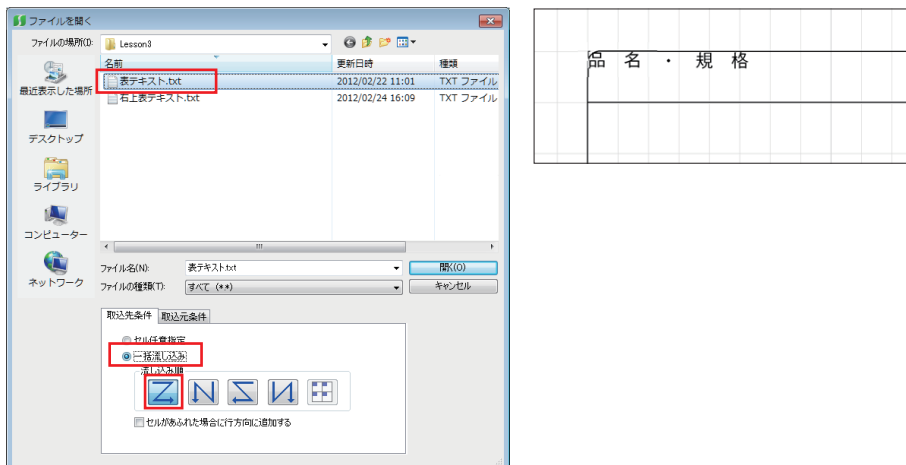 ファイルを開く
ファイルの場所(I):
Lesson3
名前
更新日時
種類
表テキスト.txt
2012/02/22 11:01
TXT ファイル
右上表テキスト.txt
2012/02/24 16:09
TXT ファイル
最近表示した場所
デスクトップ
ライブラリ
コンピューター
ネットワーク
ファイル名(N):
表テキスト.txt
開く(O)
ファイルの種類(T):
すべて (*.*)
キャンセル
取込先条件
取込元条件
セル任意指定
一括流し込み
流し込み順
セルがあふれた場合に行方向に追加する
品名・規格